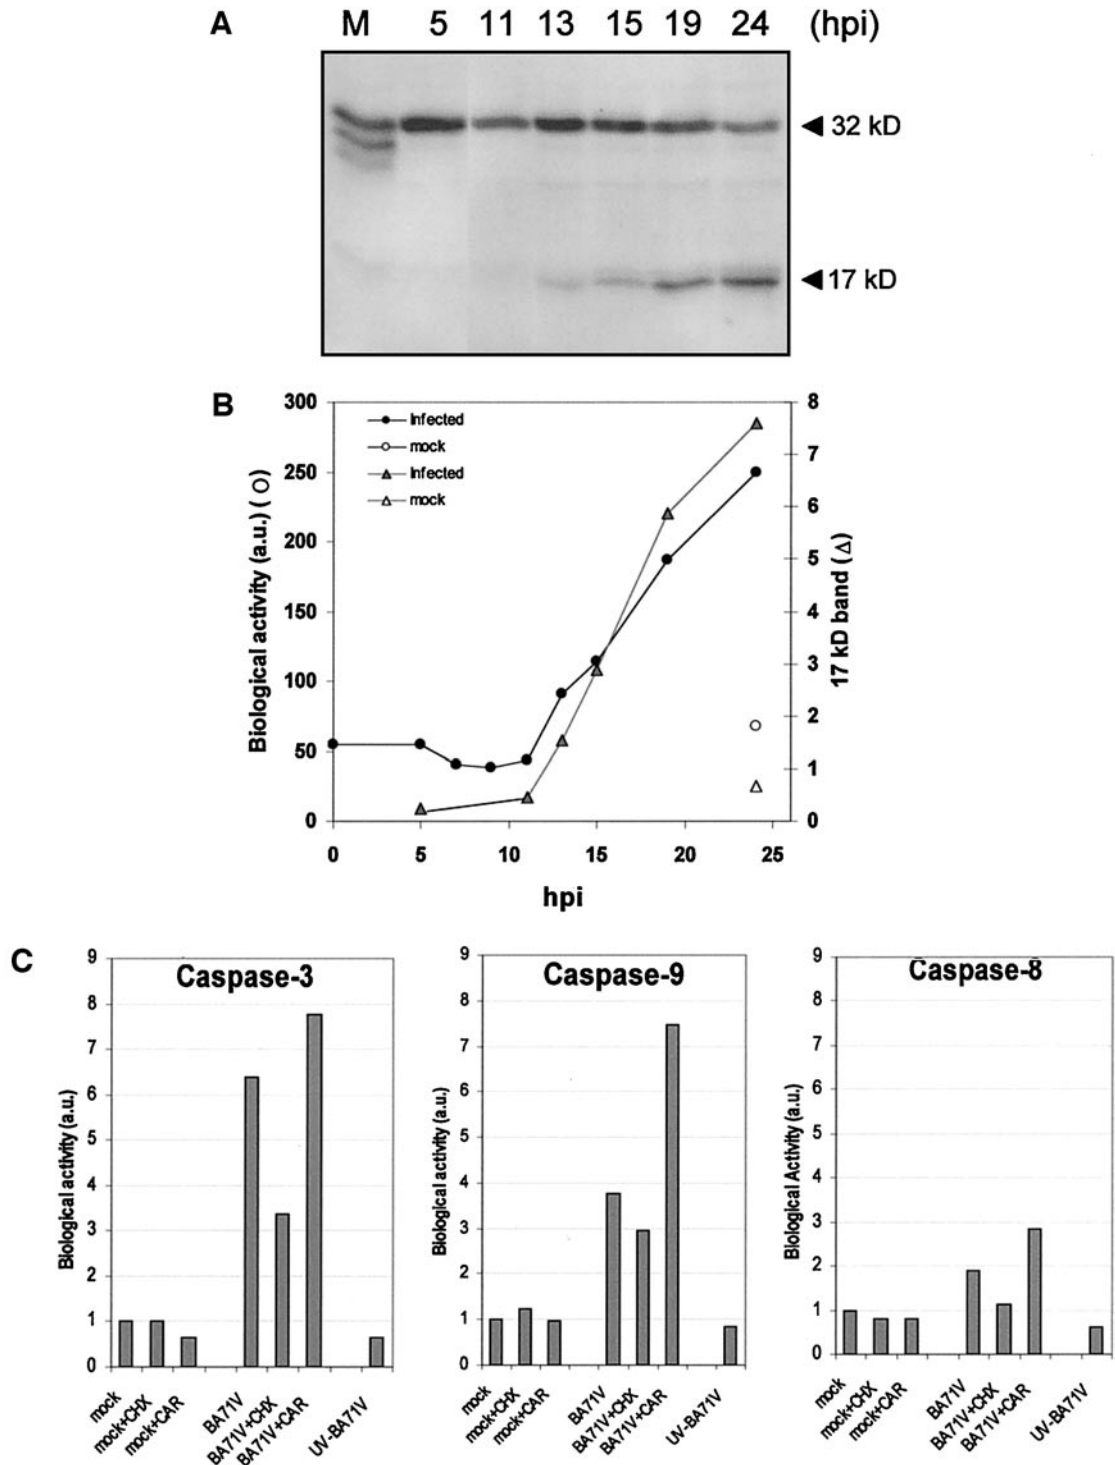 A
M 5 11 13 15 19 24 (hpi)
32 kD
17 kD
B
300
250
200
150
100
50
0
Biological activity (a.u.) ( O )
Infected
mock
Infected
mock
8
7
6
5
4
3
2
1
0
17 kD band (Δ)
0 5 10 15 20 25
hpi
C
Caspase-3
9
8
7
6
5
4
3
2
1
0
Biological activity (a.u.)
mock
mock+CHX
mock+CAR
BA71V
BA71V+CHX
BA71V+CAR
UV-BA71V
Caspase-9
9
8
7
6
5
4
3
2
1
0
Biological activity (a.u.)
mock
mock+CHX
mock+CAR
BA71V
BA71V+CHX
BA71V+CAR
UV-BA71V
Caspase-8
9
8
7
6
5
4
3
2
1
0
Biological Activity (a.u.)
mock
mock+CHX
mock+CAR
BA71V
BA71V+CHX
BA71V+CAR
UV-BA71V